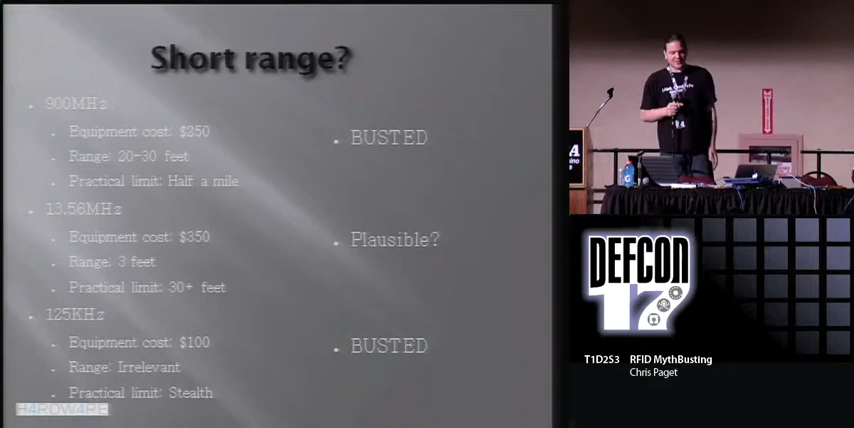 Short range?
900MHz
Equipment cost: $250
Range: 20-30 feet
Practical limit: Half a mile
BUSTED
13.56MHz
Equipment cost: $350
Range: 3 feet
Practical limit: 30+ feet
Plausible?
125KHz
Equipment cost: $100
Range: Irrelevant
Practical limit: Stealth
BUSTED
H4RDW4RE
DEFCON
17
T1D2S3 RFID MythBusting
Chris Paget